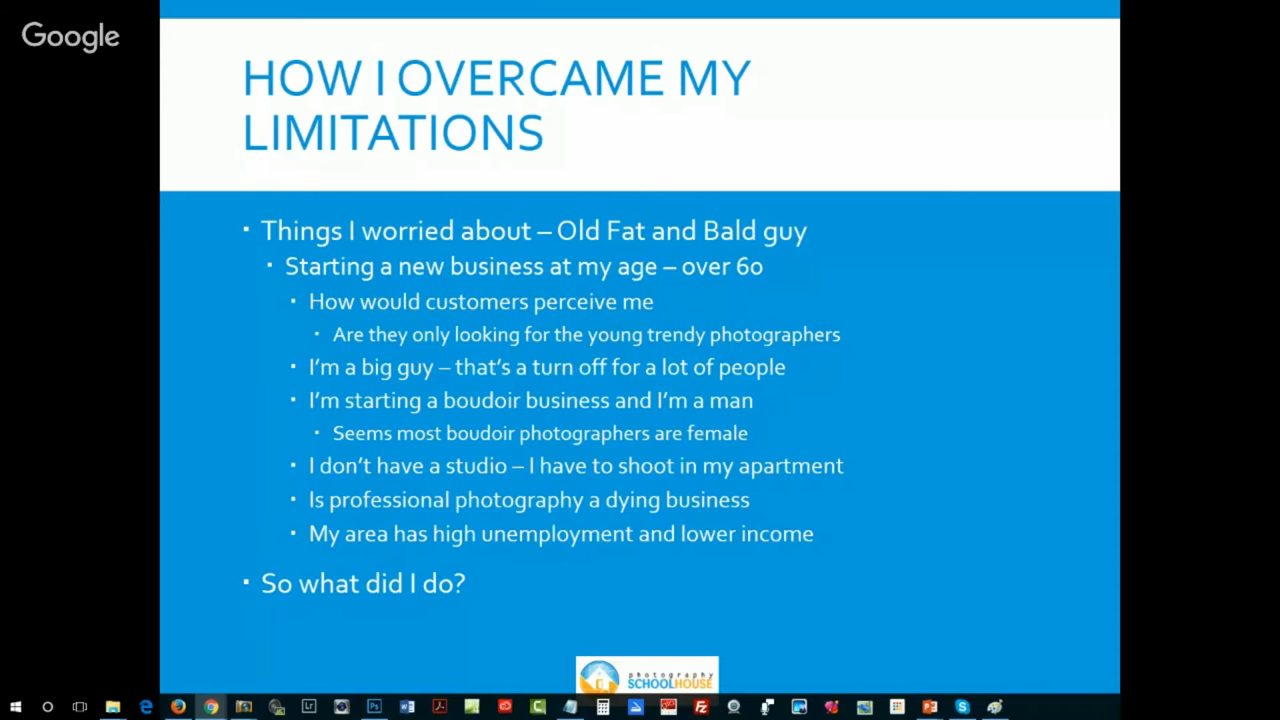 Google
HOW I OVERCAME MY
LIMITATIONS
▪ Things I worried about – Old Fat and Bald guy
▪ Starting a new business at my age – over 60
▪ How would customers perceive me
▪ Are they only looking for the young trendy photographers
▪ I'm a big guy – that's a turn off for a lot of people
▪ I'm starting a boudoir business and I'm a man
▪ Seems most boudoir photographers are female
▪ I don't have a studio – I have to shoot in my apartment
▪ Is professional photography a dying business
▪ My area has high unemployment and lower income
▪ So what did I do?
photography
SCHOOLHOUSE